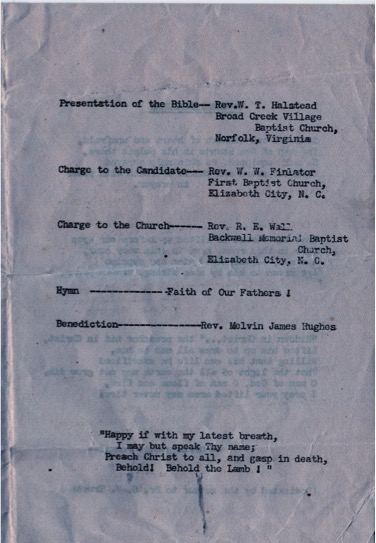 Presentation of the Bible-- Rev.W. T. Halstead
Broad Creek Village
Baptist Church,
Norfolk, Virginia
Charge to the Candidate--- Rev. W. W. Finlator
First Baptist Church,
Elizabeth City, N. C.
Charge to the Church------ Rev. R. E. Wall
Backwell Memorial Baptist
Church,
Elizabeth City, N. C.
Hymn -------------Faith of Our Fathers !
Benediction---------------Rev. Melvin James Hughes
"Happy if with my latest breath,
I may but speak Thy name;
Preach Christ to all, and gasp in death,
Behold! Behold the Lamb ! "